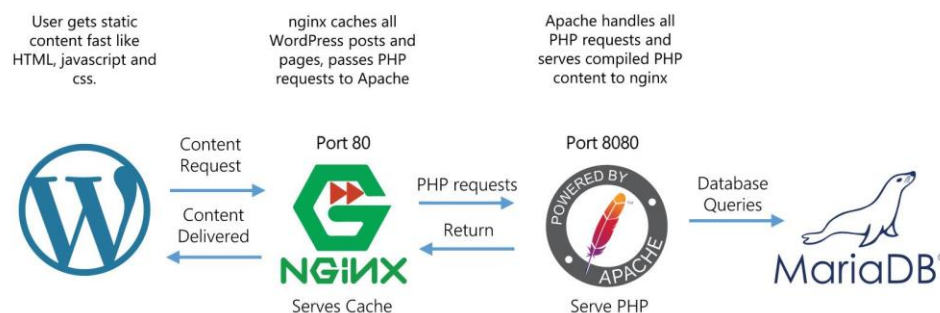 User gets static
content fast like
HTML, javascript and
css.
nginx caches all
WordPress posts and
pages, passes PHP
requests to Apache
Apache handles all
PHP requests and
serves compiled PHP
content to nginx
Content
Request
Content
Delivered
W
Port 80
G
NGiNX
Serves Cache
PHP requests
Return
Port 8080
POWERED BY
APACHE
Serve PHP
Database
Queries
MariaDB